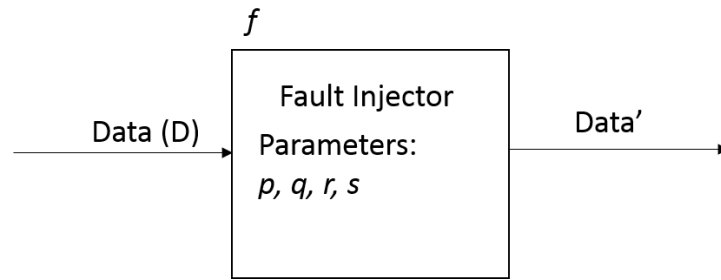 f
Fault Injector
Data (D)
Data’
Parameters:
p, q, r, s